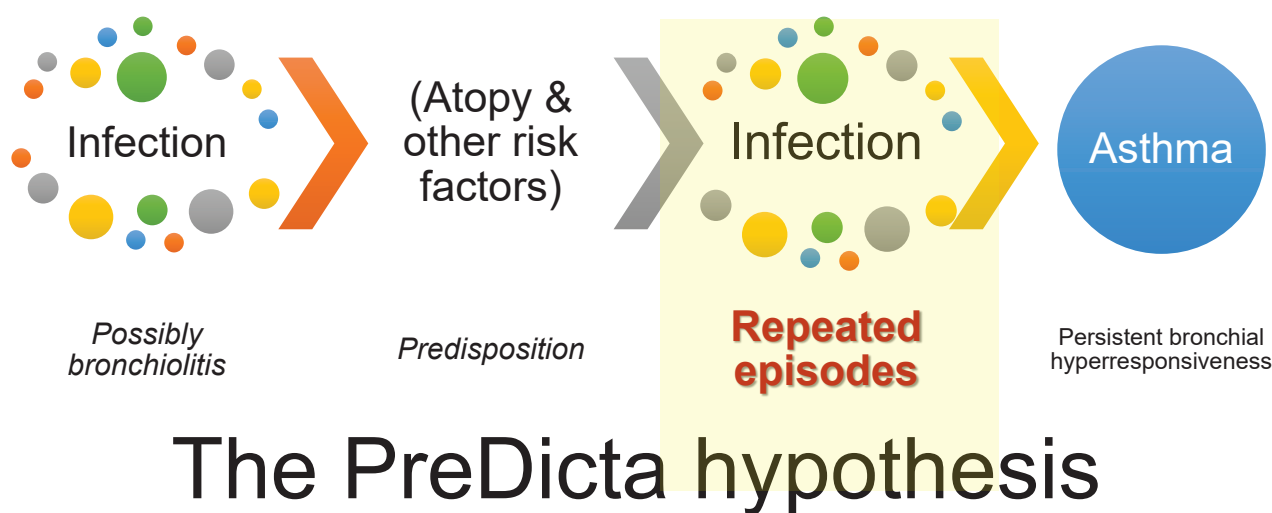 Infection
(Atopy &
other risk
factors)
Infection
Asthma
Possibly
bronchiolitis
Predisposition
Repeated
episodes
Persistent bronchial
hyperresponsiveness
The PreDicta hypothesis